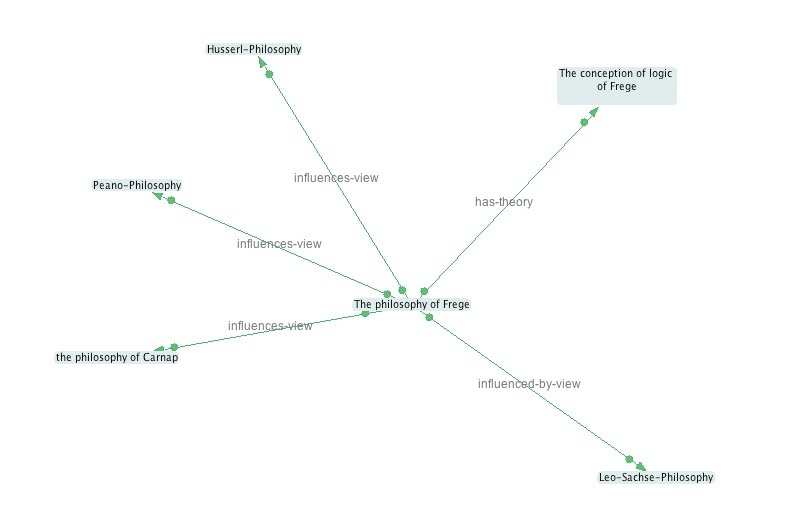 Husserl-Philosophy
The conception of logic
of Frege
influences-view
Peano-Philosophy
has-theory
influences-view
The philosophy of Frege
influences-view
the philosophy of Carnap
influenced-by-view
Leo-Sachse-Philosophy